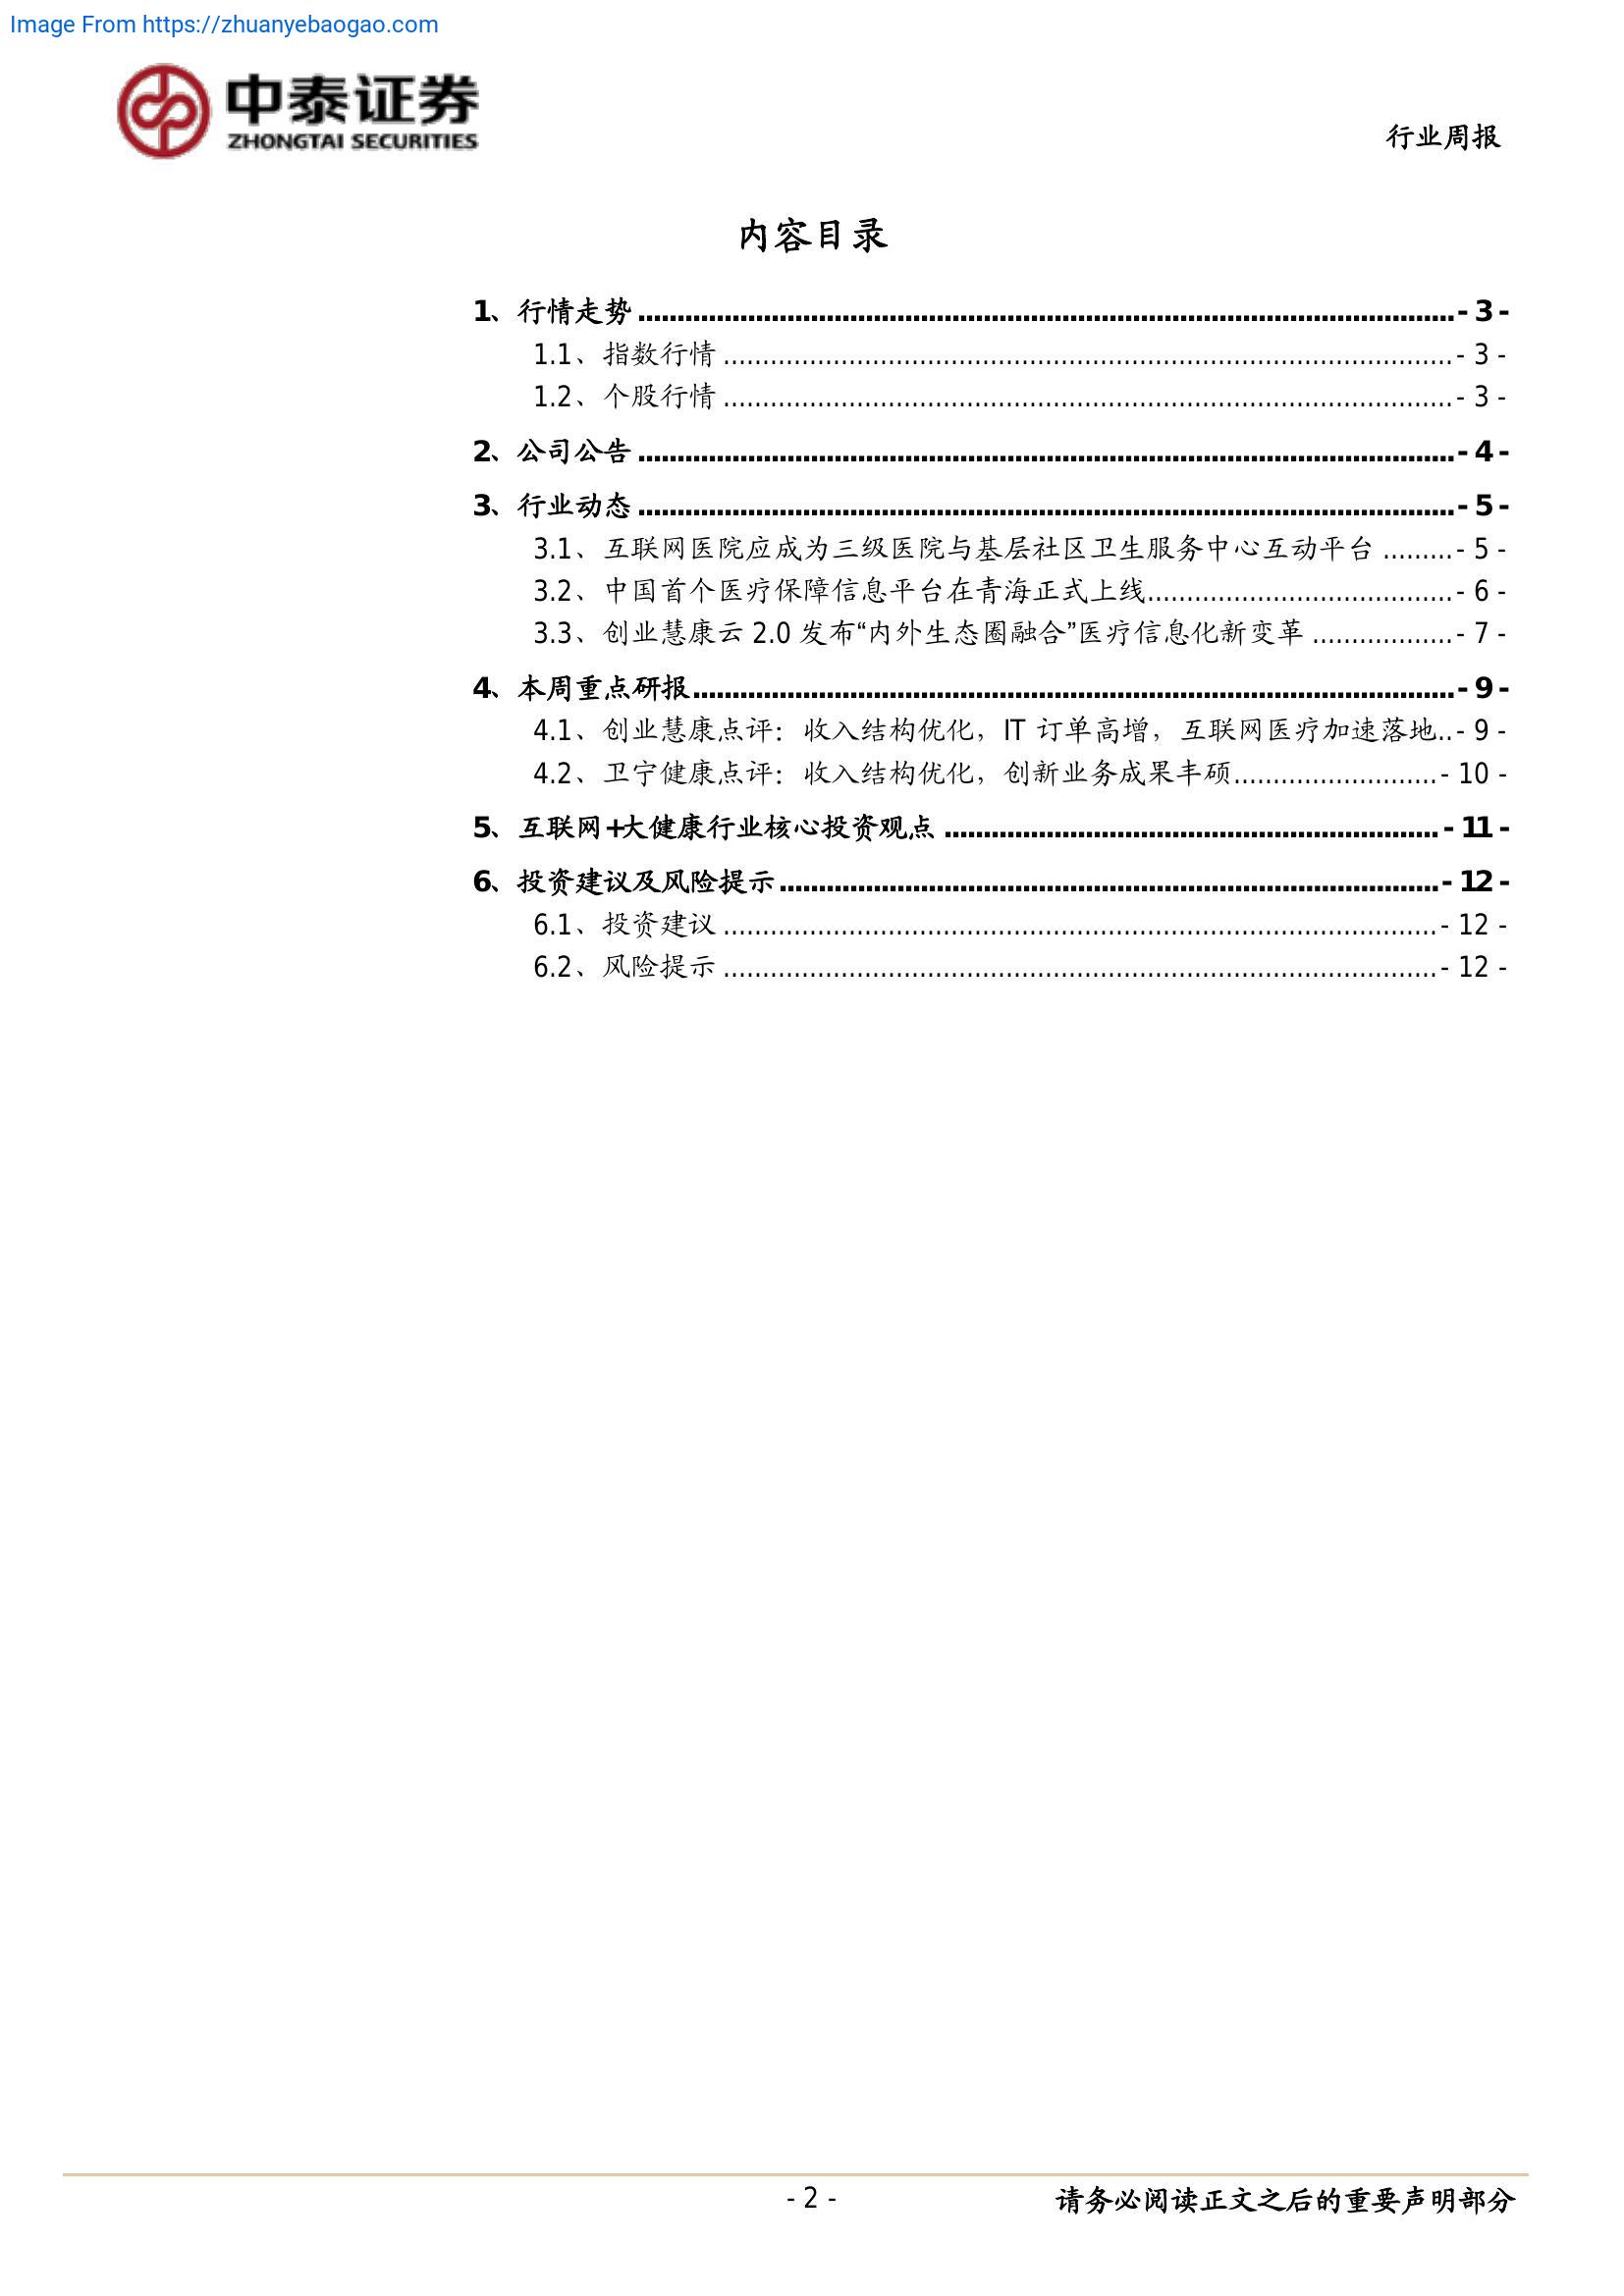 Image From https://zhuanyebaogao.com
中泰证券
ZHONGTAI SECURITIES
行业周报
内容目录
1、行情走势 ........................................................................................................ - 3 -
1.1、指数行情 ............................................................................................. - 3 -
1.2、个股行情 ............................................................................................. - 3 -
2、公司公告 ........................................................................................................ - 4 -
3、行业动态 ........................................................................................................ - 5 -
3.1、互联网医院应成为三级医院与基层社区卫生服务中心互动平台 ......... - 5 -
3.2、中国首个医疗保障信息平台在青海正式上线....................................... - 6 -
3.3、创业慧康云 2.0 发布“内外生态圈融合”医疗信息化新变革 .................. - 7 -
4、本周重点研报................................................................................................. - 9 -
4.1、创业慧康点评：收入结构优化，IT 订单高增，互联网医疗加速落地.. - 9 -
4.2、卫宁健康点评：收入结构优化，创新业务成果丰硕.......................... - 10 -
5、互联网+大健康行业核心投资观点 ............................................................... - 11 -
6、投资建议及风险提示.................................................................................... - 12 -
6.1、投资建议 ........................................................................................... - 12 -
6.2、风险提示 ........................................................................................... - 12 -
- 2 -
请务必阅读正文之后的重要声明部分